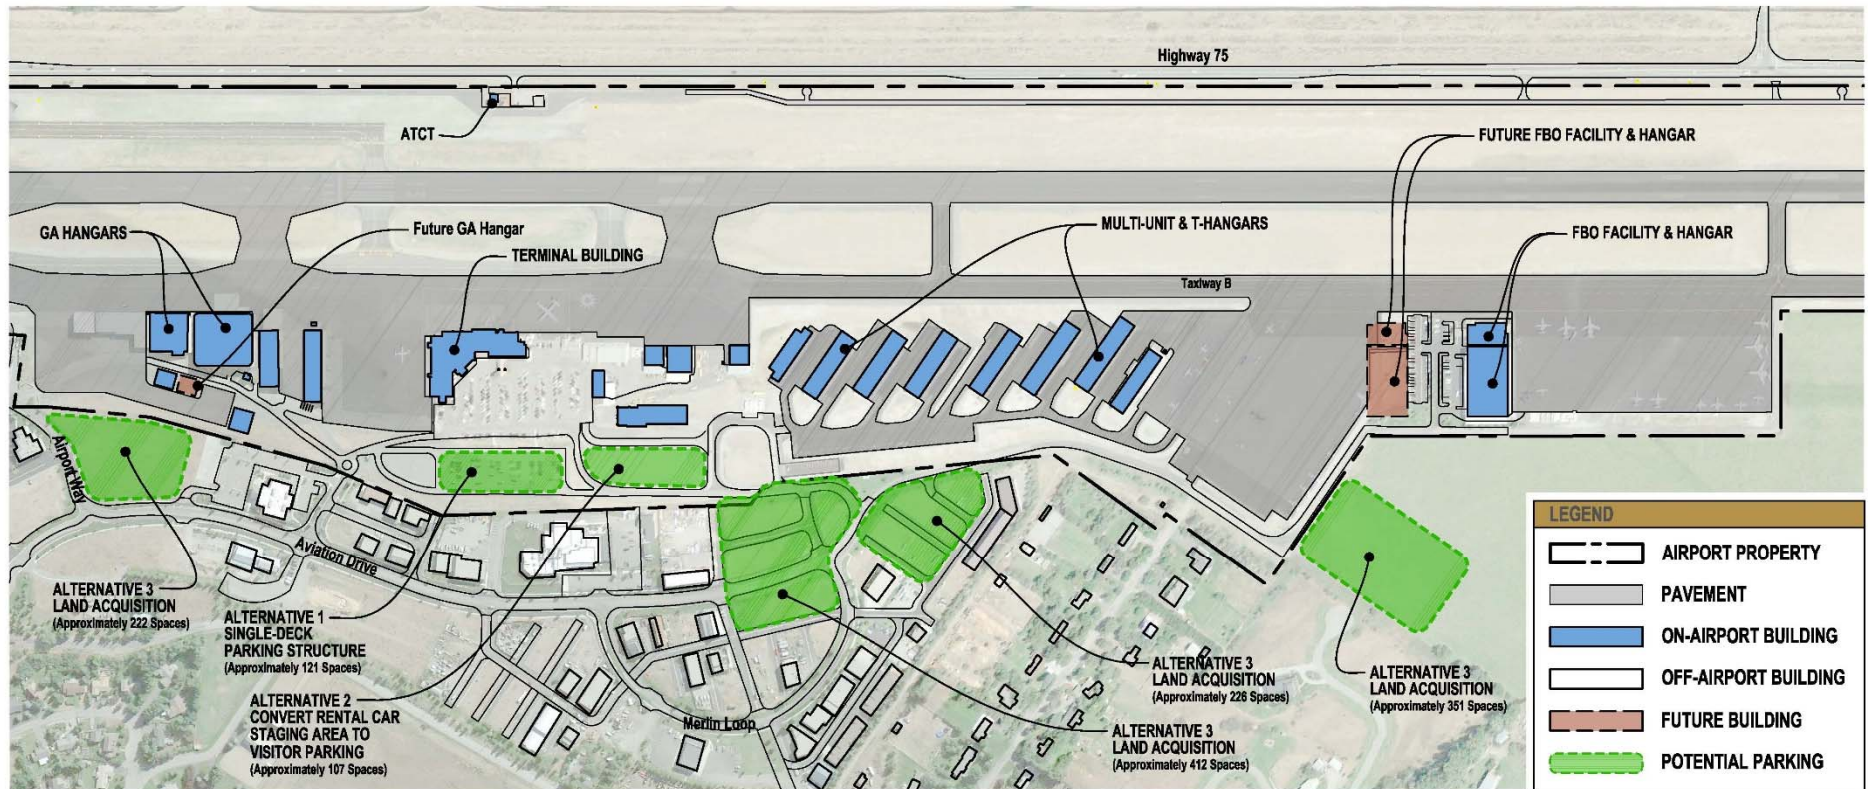 Highway 75
ATCT
FUTURE FBO FACILITY & HANGAR
GA HANGARS
Future GA Hangar
TERMINAL BUILDING
MULTI-UNIT & T-HANGARS
FBO FACILITY & HANGAR
Taxiway B
Airport Way
Aviation Drive
Merlin Loop
ALTERNATIVE 3
LAND ACQUISITION
(Approximately 222 Spaces)
ALTERNATIVE 1
SINGLE-DECK
PARKING STRUCTURE
(Approximately 121 Spaces)
ALTERNATIVE 2
CONVERT RENTAL CAR
STAGING AREA TO
VISITOR PARKING
(Approximately 107 Spaces)
ALTERNATIVE 3
LAND ACQUISITION
(Approximately 412 Spaces)
ALTERNATIVE 3
LAND ACQUISITION
(Approximately 226 Spaces)
ALTERNATIVE 3
LAND ACQUISITION
(Approximately 351 Spaces)
LEGEND
AIRPORT PROPERTY
PAVEMENT
ON-AIRPORT BUILDING
OFF-AIRPORT BUILDING
FUTURE BUILDING
POTENTIAL PARKING